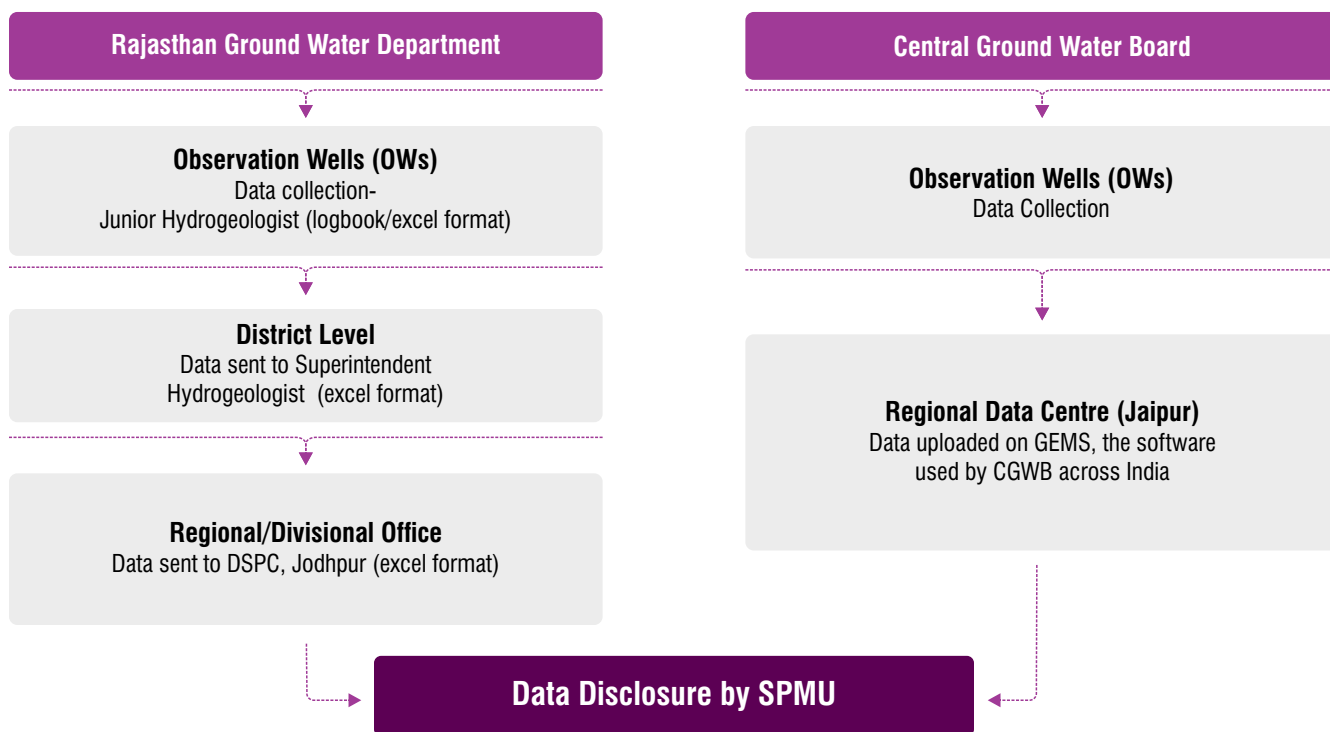 Rajasthan Ground Water Department
Observation Wells (OWs)
Data collection-
Junior Hydrogeologist (logbook/excel format)
District Level
Data sent to Superintendent
Hydrogeologist (excel format)
Regional/Divisional Office
Data sent to DSPC, Jodhpur (excel format)
Central Ground Water Board
Observation Wells (OWs)
Data Collection
Regional Data Centre (Jaipur)
Data uploaded on GEMS, the software
used by CGWB across India
Data Disclosure by SPMU